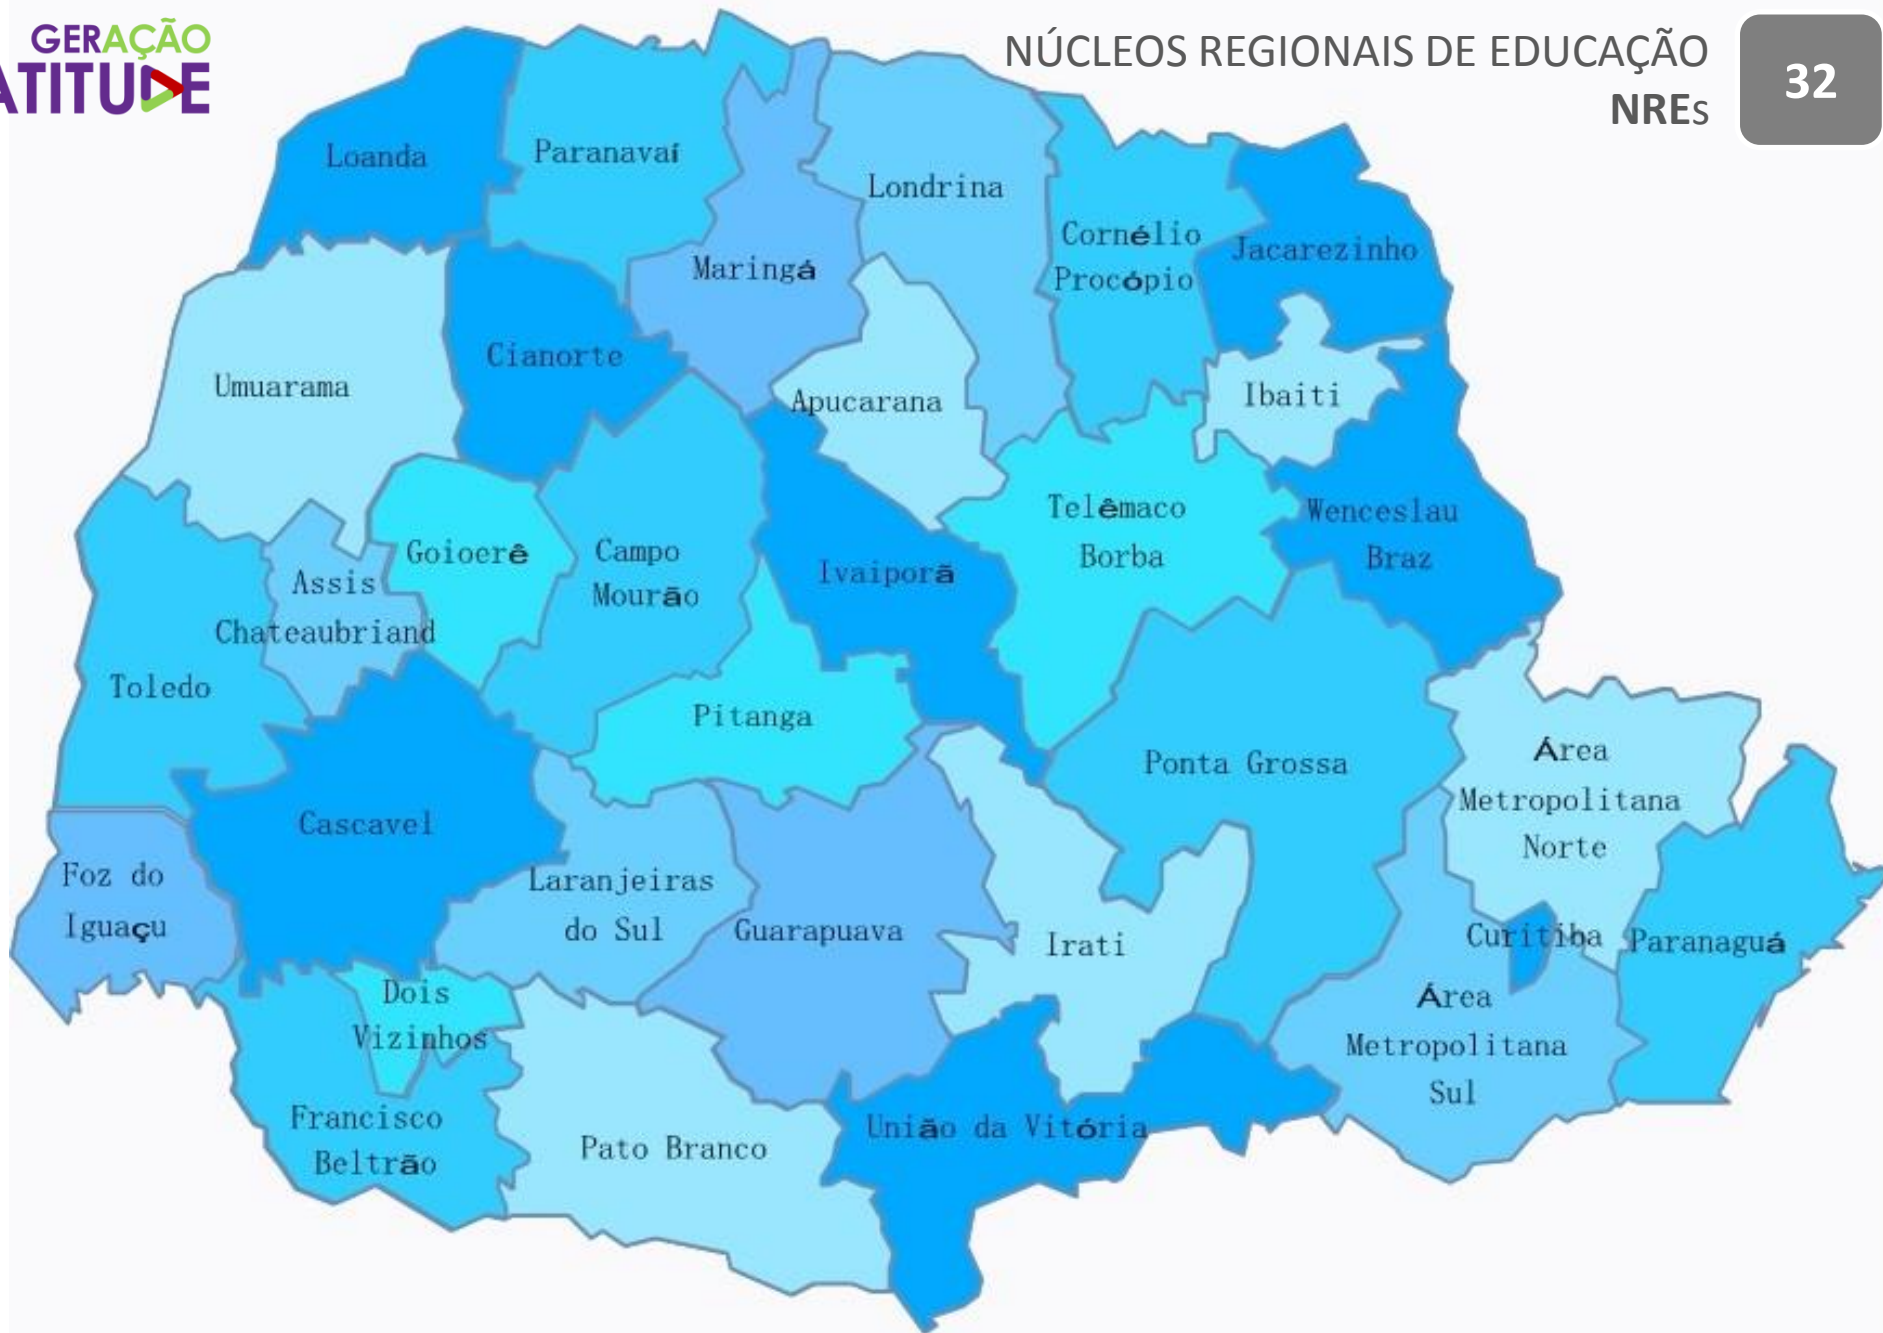 GERAÇÃO
ATITUDE
NÚCLEOS REGIONAIS DE EDUCAÇÃO
NREs
32
Loanda
Paranavaí
Londrina
Maringá
Cornélio
Procópio
Jacarezinho
Umuarama
Cianorte
Apucarana
Ibaiti
Goioerê
Campo
Mourão
Ivaiporã
Telêmaco
Borba
Wenceslau
Braz
Assis
Chateaubriand
Toledo
Pitanga
Ponta Grossa
Área
Metropolitana
Norte
Cascavel
Foz do
Iguaçu
Laranjeiras
do Sul
Guarapuava
Irati
Curitiba
Paranaguá
Dois
Vizinhos
Área
Metropolitana
Sul
Francisco
Beltrão
Pato Branco
União da Vitória